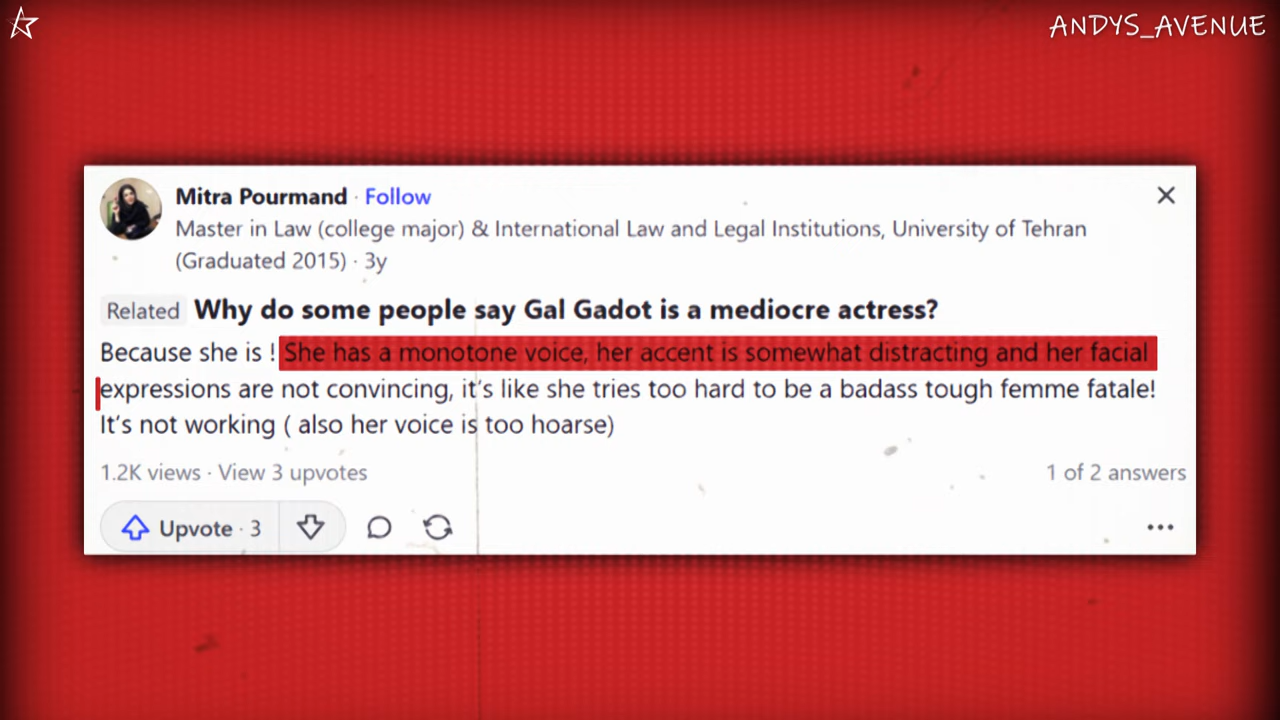 ANDYS_AVENUE
Mitra Pourmand · Follow
Master in Law (college major) & International Law and Legal Institutions, University of Tehran
(Graduated 2015) · 3y
Related Why do some people say Gal Gadot is a mediocre actress?
Because she is ! She has a monotone voice, her accent is somewhat distracting and her facial
expressions are not convincing, it's like she tries too hard to be a badass tough femme fatale!
It's not working ( also her voice is too hoarse)
1.2K views · View 3 upvotes 1 of 2 answers
Upvote · 3